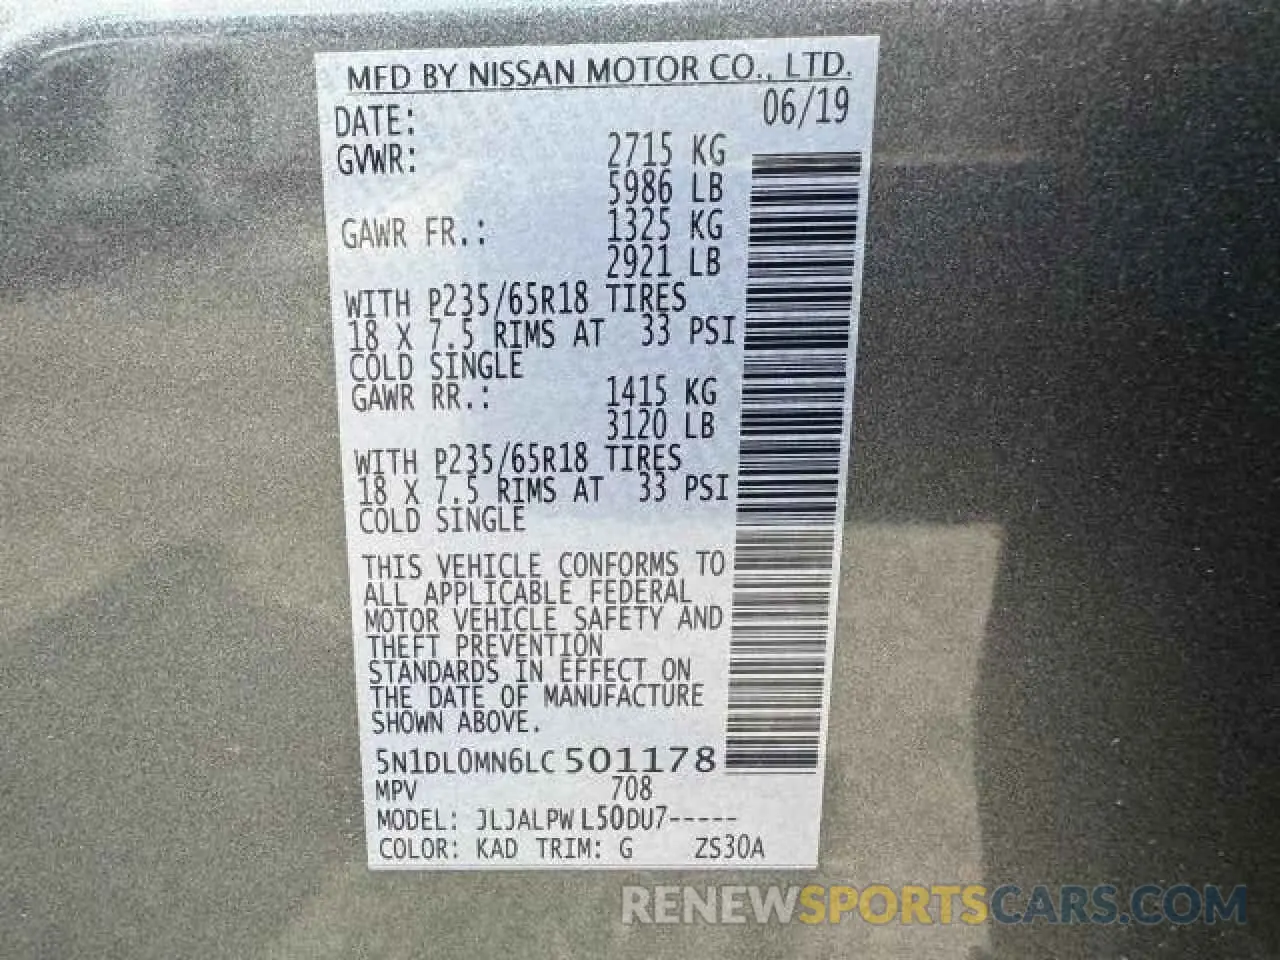 MFD BY NISSAN MOTOR CO., LTD.
DATE: 06/19
GVWR: 2715 KG
5986 LB
GAWR FR.: 1325 KG
2921 LB
WITH P235/65R18 TIRES
18 X 7.5 RIMS AT 33 PSI
COLD SINGLE
GAWR RR.: 1415 KG
3120 LB
WITH P235/65R18 TIRES
18 X 7.5 RIMS AT 33 PSI
COLD SINGLE
THIS VEHICLE CONFORMS TO
ALL APPLICABLE FEDERAL
MOTOR VEHICLE SAFETY AND
THEFT PREVENTION
STANDARDS IN EFFECT ON
THE DATE OF MANUFACTURE
SHOWN ABOVE.
5N1DL0MN6LC501178
MPV 708
MODEL: JLJALPWL50DU7-----
COLOR: KAD TRIM: G ZS30A
RENEWSPORTSCARS.COM